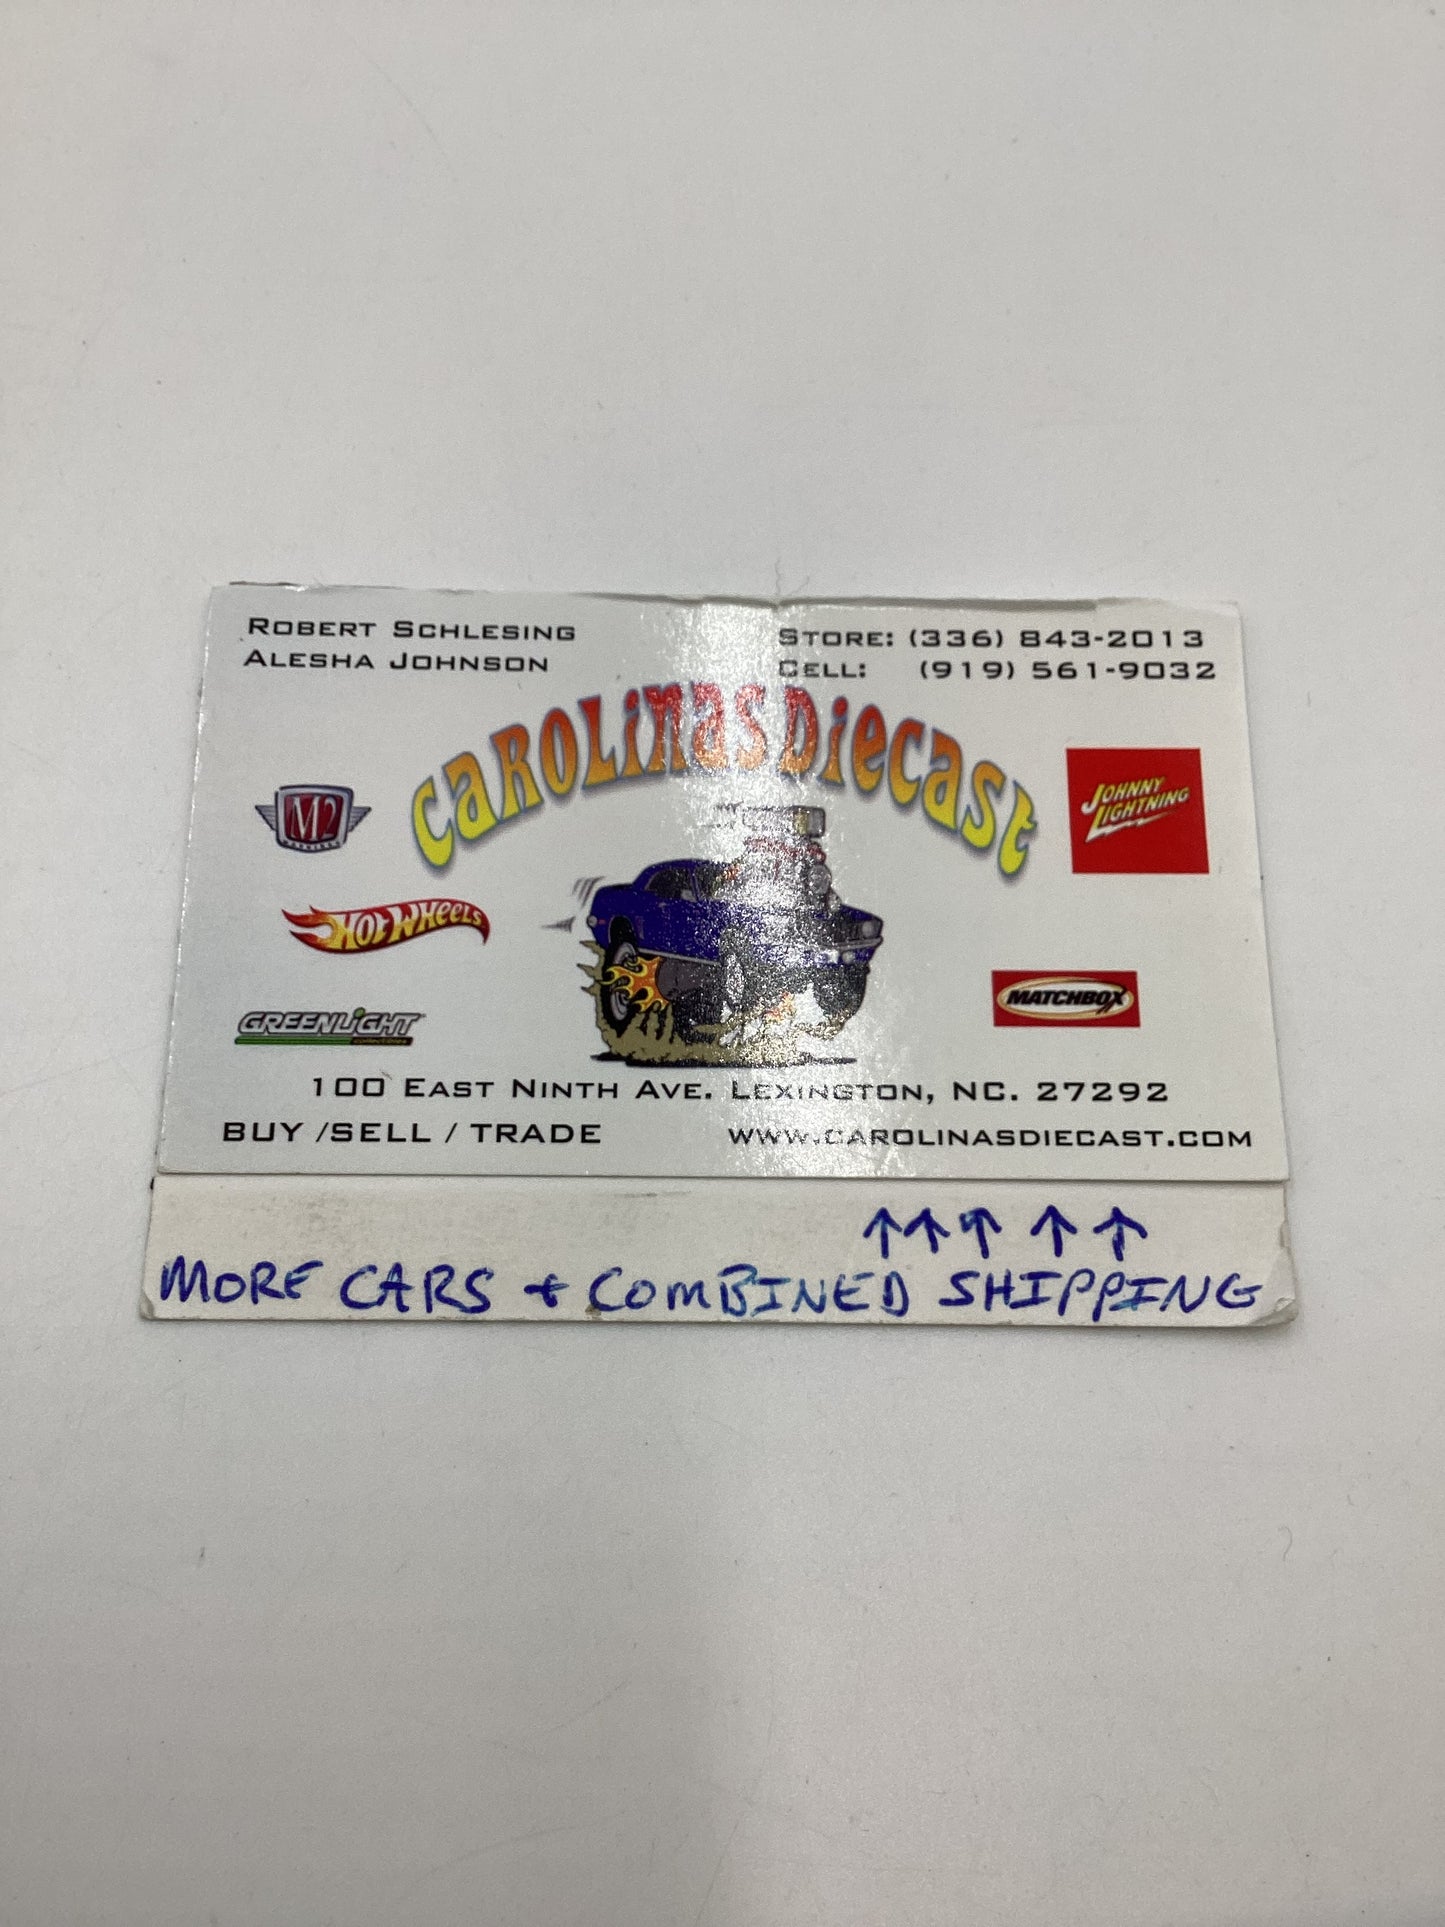 ROBERT SCHLESING
ALESHA JOHNSON
STORE: (336) 843-2013
CELL: (919) 561-9032
CAROLINAS DIECAST
M2
MACHINES
JOHNNY
LIGHTNING
HOT WHEELS
MATCHBOX
GREENLIGHT
collectibles
100 EAST NINTH AVE. LEXINGTON, NC. 27292
BUY /SELL / TRADE
WWW.CAROLINASDIECAST.COM
↑ ↑ ↑ ↑ ↑
MORE CARS + COMBINED SHIPPING